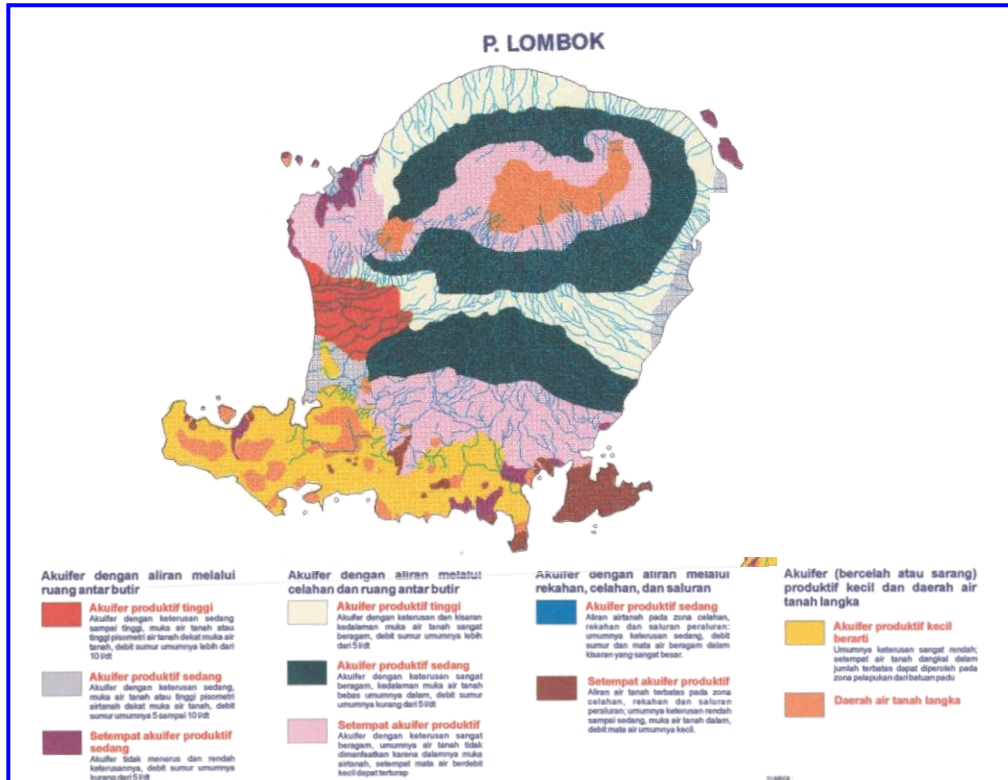 P. LOMBOK
Akuifer dengan aliran melalui
ruang antar butir
Akuifer produktif tinggi
Akuifer dengan keterusan sedang
sampai tinggi, muka air tanah atau
tinggi pisometri air tanah dekat muka air
tanah, debit sumur umumnya lebih dari
10 l/dt
Akuifer produktif sedang
Akuifer dengan keterusan sedang,
muka air tanah atau tinggi pisometri
airtanah dekat muka air tanah, debit
sumur umumnya 5 sampai 10 l/dt
Setempat akuifer produktif
sedang
Akuifer tidak menerus dan rendah
keterusannya, debit sumur umumnya
kurang dari 5 l/dt
Akuifer dengan aliran melalui
celahan dan ruang antar butir
Akuifer produktif tinggi
Akuifer dengan keterusan dan kisaran
kedalaman muka air tanah sangat
beragam, debit sumur umumnya lebih
dari 5 l/dt
Akuifer produktif sedang
Akuifer dengan keterusan sangat
beragam, kedalaman muka air tanah
bebas umumnya dalam, debit sumur
umumnya kurang dari 5 l/dt
Setempat akuifer produktif
Akuifer dengan keterusan sangat
beragam, umumnya air tanah tidak
dimanfaatkan karena dalamnya muka
airtanah, setempat mata air berdebit
kecil dapat terturap
Akuifer dengan aliran melalui
rekahan, celahan, dan saluran
Akuifer produktif sedang
Aliran airtanah pada zona celahan,
rekahan dan saluran peraluran:
umumnya keterusan sedang, debit
sumur dan mata air beragam dalam
kisaran yang sangat besar.
Setempat akuifer produktif
Aliran air tanah terbatas pada zona
celahan, rekahan dan saluran
peraluran; umumnya keterusan rendah
sampai sedang, muka air tanah dalam,
debit mata air umumnya kecil.
Akuifer (bercelah atau sarang)
produktif kecil dan daerah air
tanah langka
Akuifer produktif kecil
berarti
Umumnya keterusan sangat rendah;
setempat air tanah dangkal dalam
jumlah terbatas dapat diperoleh pada
zona pelapukan dari batuan padu
Daerah air tanah langka